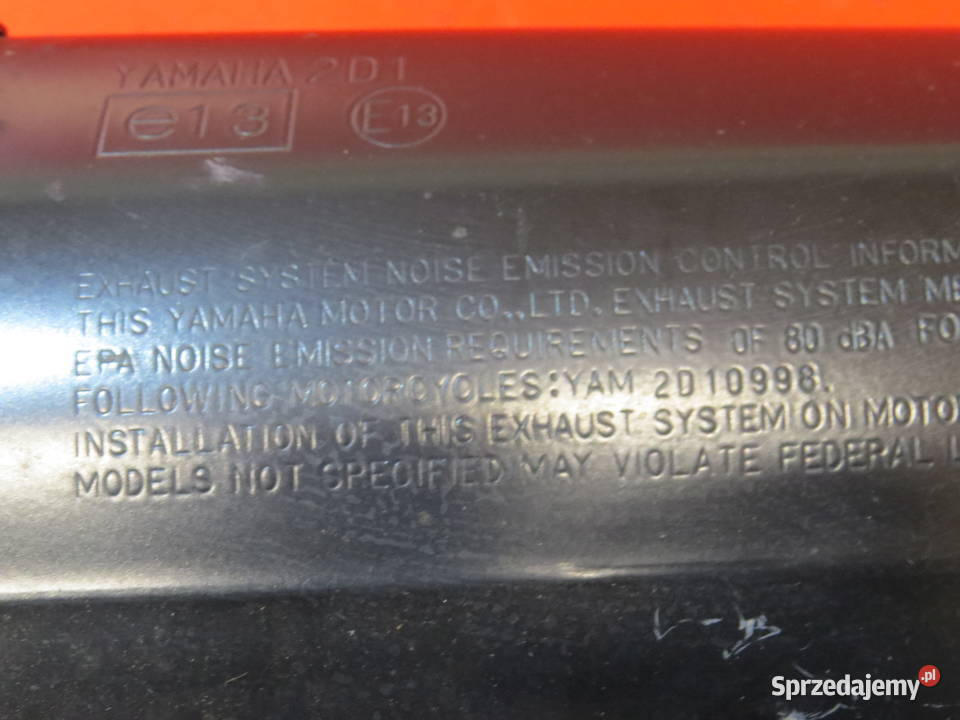 YAMAHA 2D1
e13 E13
EXHAUST SYSTEM NOISE EMISSION CONTROL INFORM
THIS YAMAHA MOTOR CO.,LTD. EXHAUST SYSTEM ME
EPA NOISE EMISSION REQUIREMENTS OF 80 dBA FO
FOLLOWING MOTORCYCLES:YAM 2D10998.
INSTALLATION OF THIS EXHAUST SYSTEM ON MOTO
MODELS NOT SPECIFIED MAY VIOLATE FEDERAL L
Sprzedajemy.pl